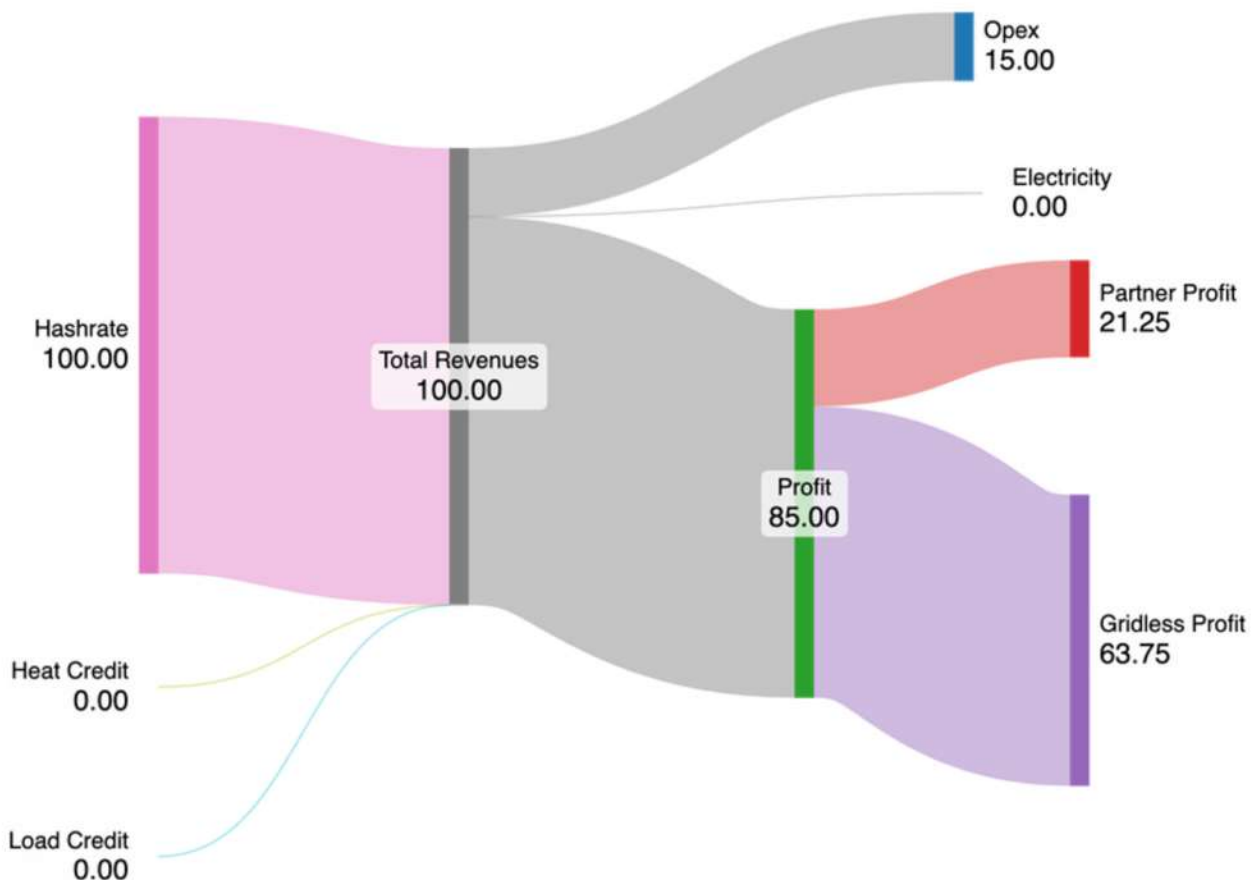 Opex
15.00
Electricity
0.00
Partner Profit
21.25
Hashrate
100.00
Total Revenues
100.00
Profit
85.00
Gridless Profit
63.75
Heat Credit
0.00
Load Credit
0.00